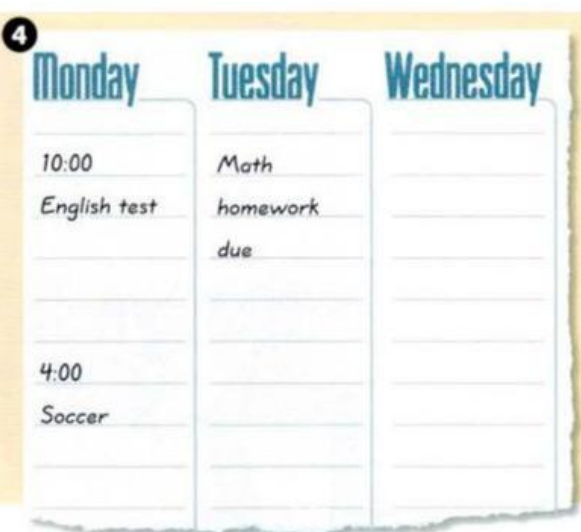 4
Monday
10:00
English test
4:00
Soccer
Tuesday
Math
homework
due
Wednesday